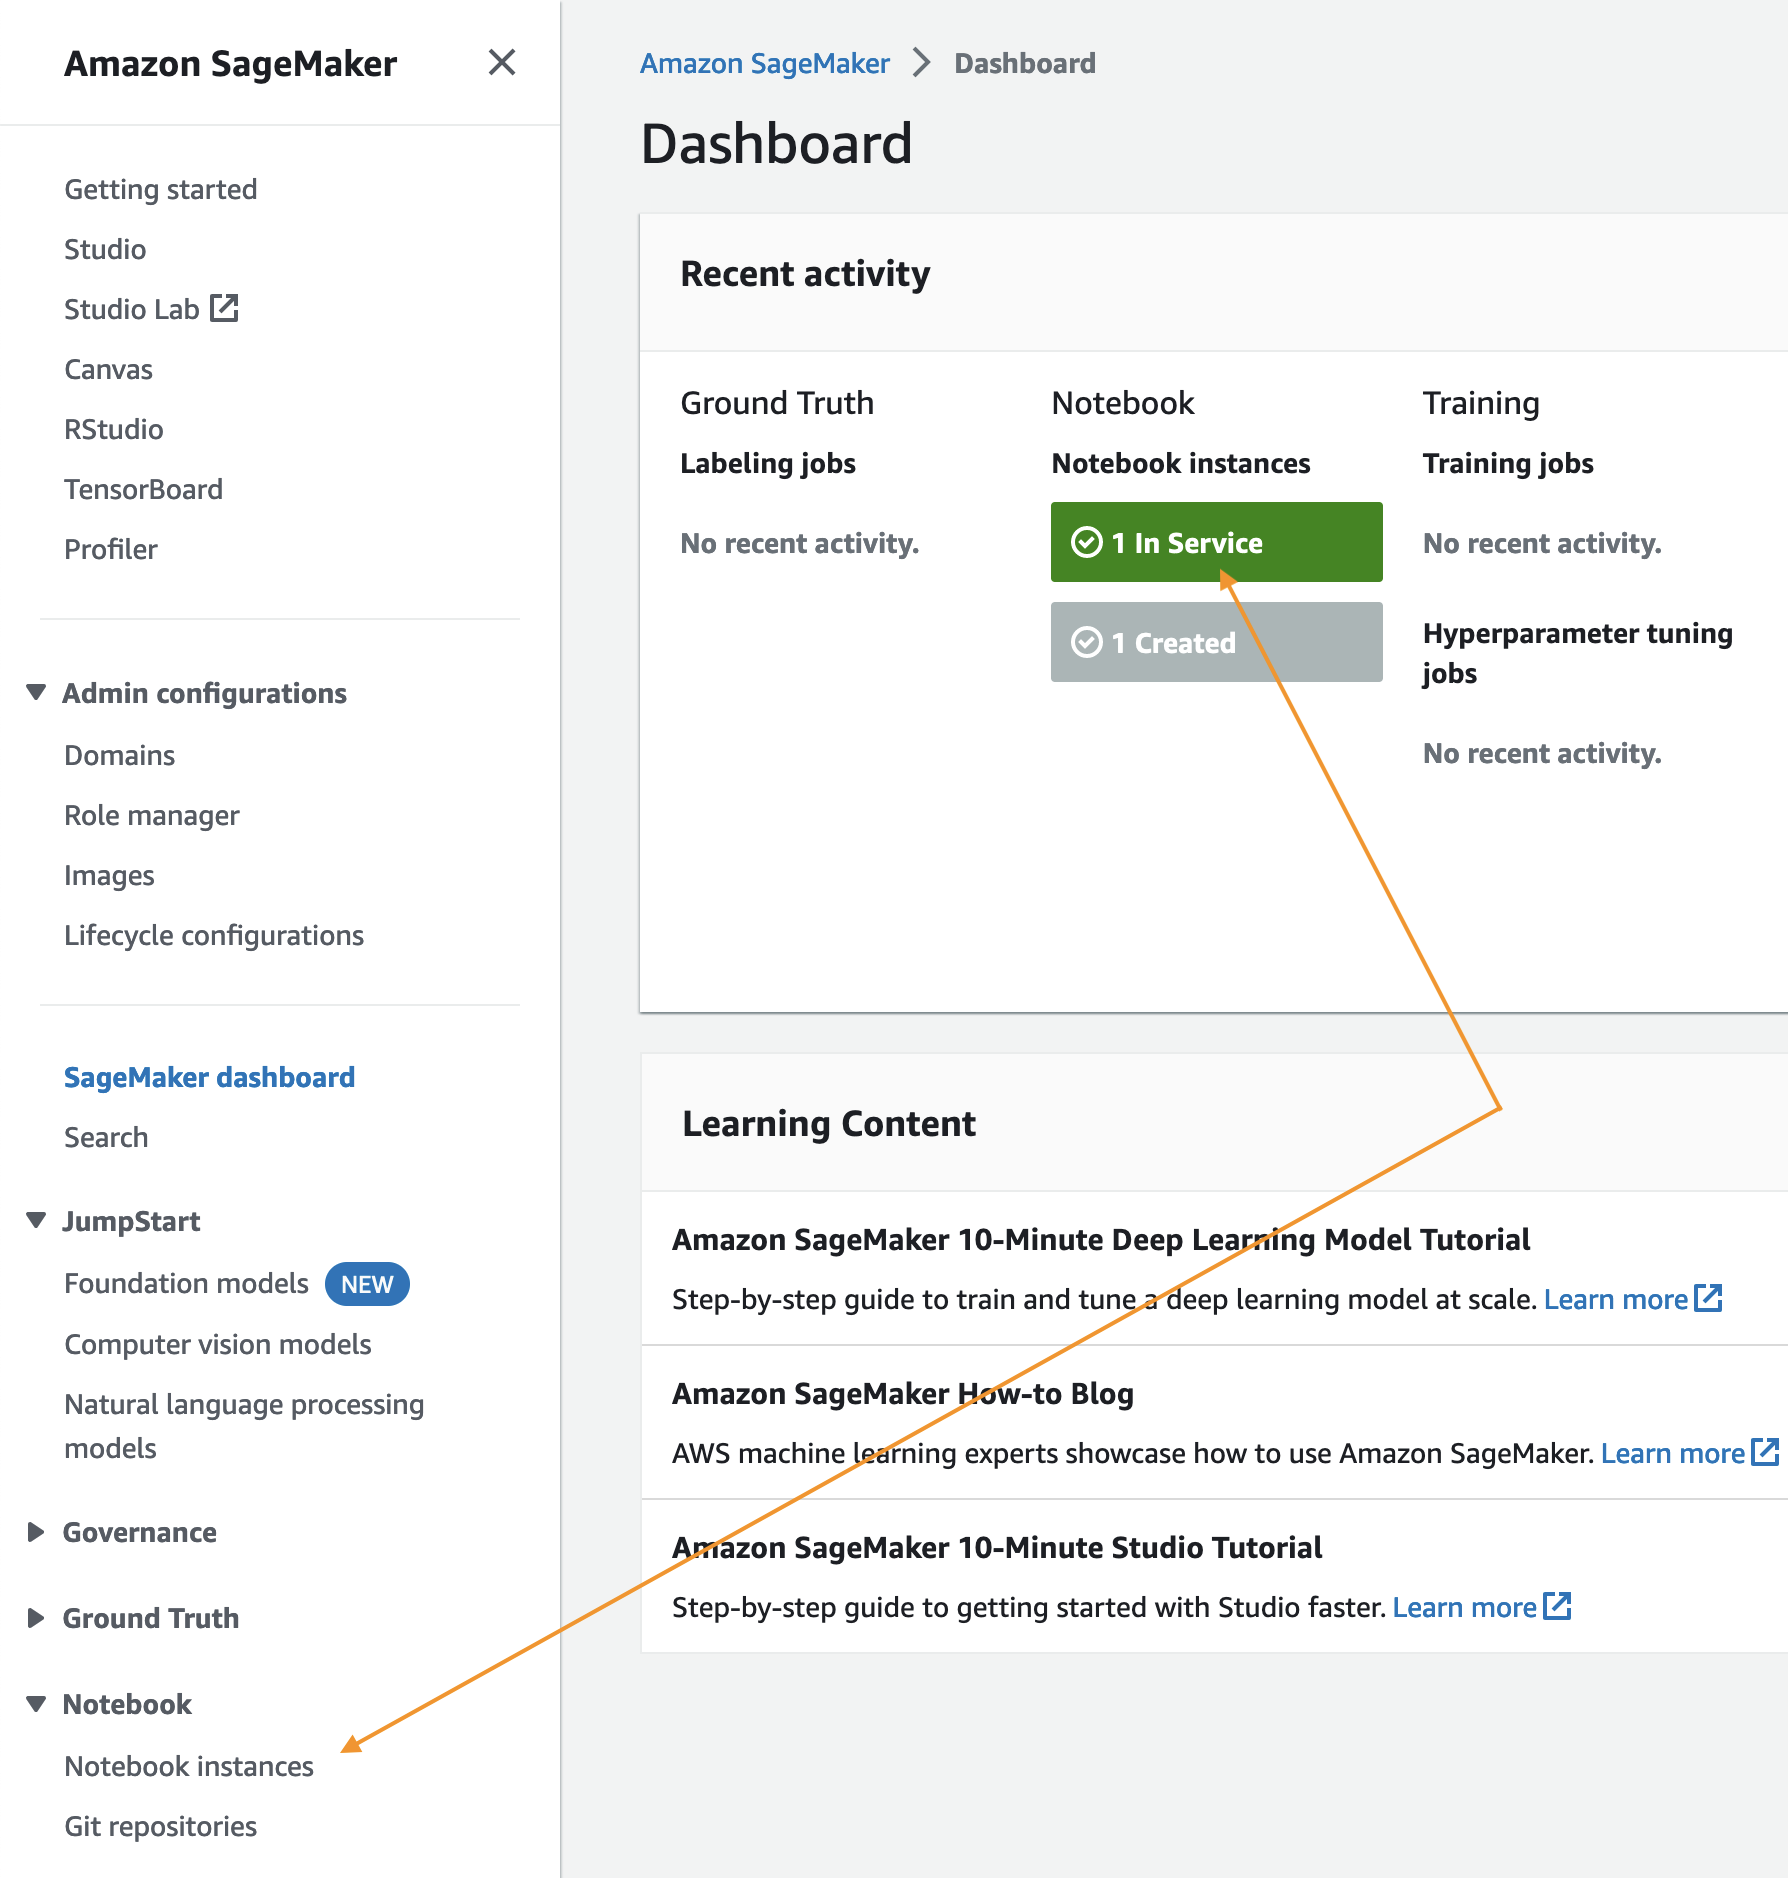 Amazon SageMaker
Getting started
Studio
Studio Lab
Canvas
RStudio
TensorBoard
Profiler
Admin configurations
Domains
Role manager
Images
Lifecycle configurations
SageMaker dashboard
Search
JumpStart
Foundation models NEW
Computer vision models
Natural language processing
models
Governance
Ground Truth
Notebook
Notebook instances
Git repositories
Amazon SageMaker > Dashboard
Dashboard
Recent activity
Ground Truth
Labeling jobs
No recent activity.
Notebook
Notebook instances
1 In Service
1 Created
Training
Training jobs
No recent activity.
Hyperparameter tuning
jobs
No recent activity.
Learning Content
Amazon SageMaker 10-Minute Deep Learning Model Tutorial
Step-by-step guide to train and tune a deep learning model at scale. Learn more
Amazon SageMaker How-to Blog
AWS machine learning experts showcase how to use Amazon SageMaker. Learn more
Amazon SageMaker 10-Minute Studio Tutorial
Step-by-step guide to getting started with Studio faster. Learn more